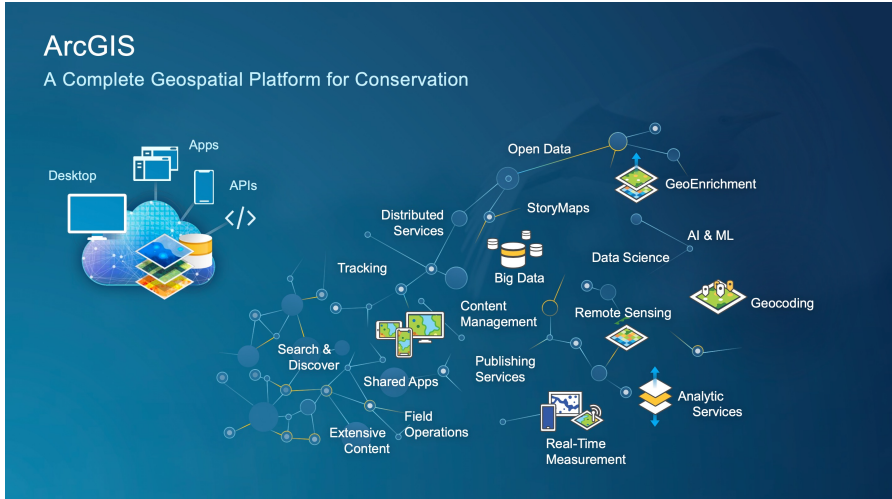 ArcGIS
A Complete Geospatial Platform for Conservation
Apps
Desktop
APIs
</>
Open Data
GeoEnrichment
StoryMaps
Distributed
Services
AI & ML
Data Science
Tracking
Big Data
Content
Management
Remote Sensing
Geocoding
Search &
Discover
Publishing
Services
Shared Apps
Analytic
Services
Field
Operations
Extensive
Content
Real-Time
Measurement